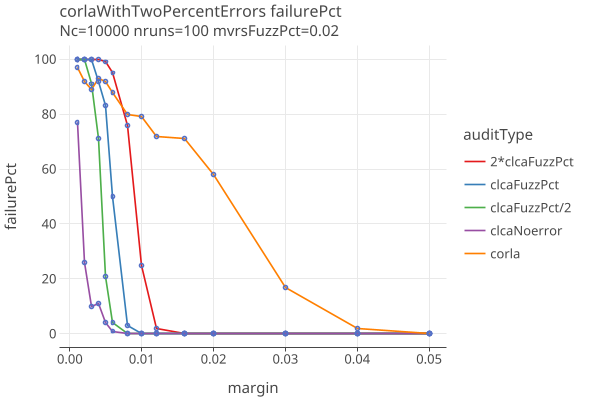 corlaWithTwoPercentErrors failurePct
Nc=10000 nruns=100 mvrsFuzzPct=0.02
100
80
60
40
20
0
failurePct
0.00
0.01
0.02
0.03
0.04
0.05
margin
auditType
2*clcaFuzzPct
clcaFuzzPct
clcaFuzzPct/2
clcaNoerror
corla